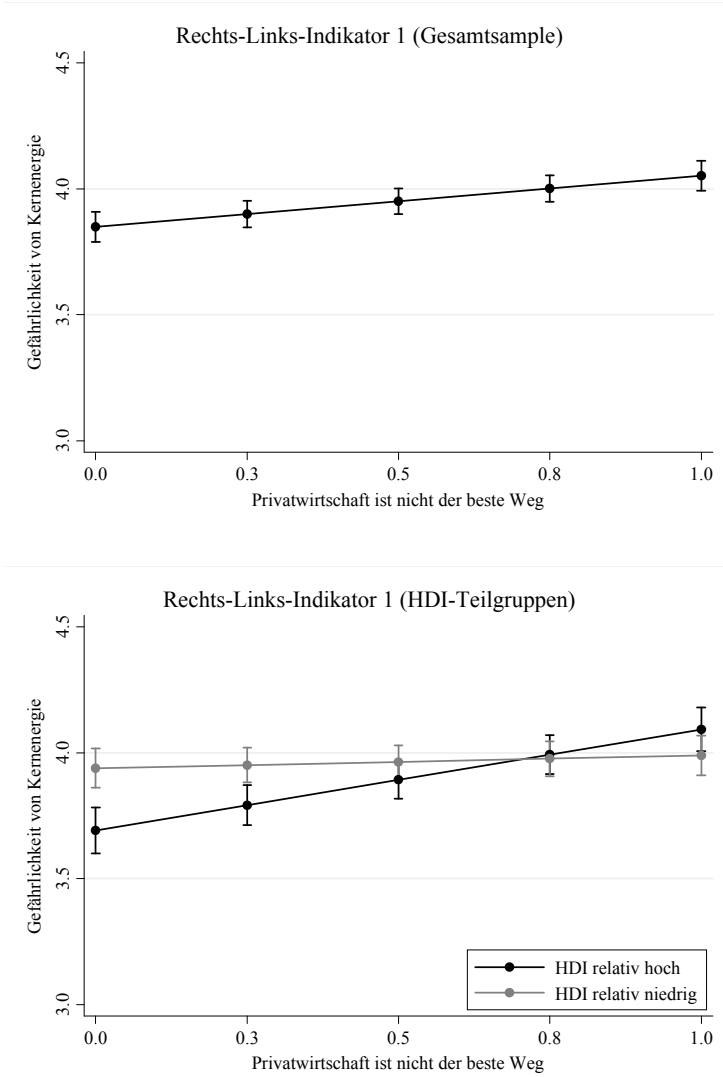 Rechts-Links-Indikator 1 (Gesamtsample)
Gefährlichkeit von Kernenergie
4.5
4.0
3.5
3.0
0.0 0.3 0.5 0.8 1.0
Privatwirtschaft ist nicht der beste Weg
Rechts-Links-Indikator 1 (HDI-Teilgruppen)
Gefährlichkeit von Kernenergie
4.5
4.0
3.5
3.0
HDI relativ hoch
HDI relativ niedrig
0.0 0.3 0.5 0.8 1.0
Privatwirtschaft ist nicht der beste Weg